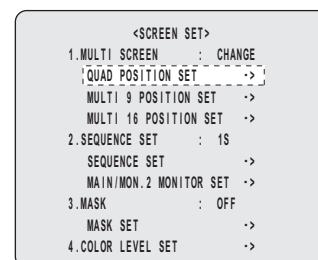 <SCREEN SET>
1.MULTI SCREEN : CHANGE
QUAD POSITION SET ->
MULTI 9 POSITION SET ->
MULTI 16 POSITION SET ->
2.SEQUENCE SET : 1S
SEQUENCE SET ->
MAIN/MON.2 MONITOR SET ->
3.MASK : OFF
MASK SET ->
4.COLOR LEVEL SET ->